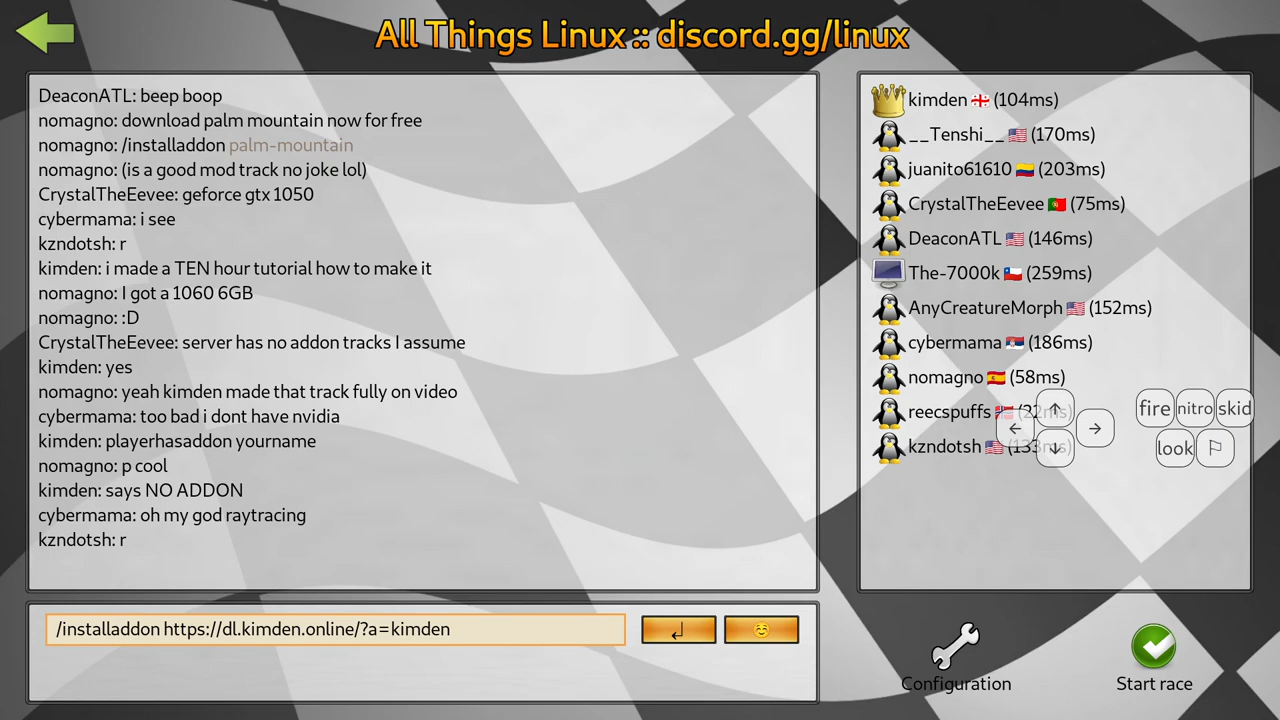 All Things Linux :: discord.gg/linux
DeaconATL: beep boop
nomagno: download palm mountain now for free
nomagno: /installaddon palm-mountain
nomagno: (is a good mod track no joke lol)
CrystalTheEevee: geforce gtx 1050
cybermama: i see
kzndotsh: r
kimden: i made a TEN hour tutorial how to make it
nomagno: I got a 1060 6GB
nomagno: :D
CrystalTheEevee: server has no addon tracks I assume
kimden: yes
nomagno: yeah kimden made that track fully on video
cybermama: too bad i dont have nvidia
kimden: playerhasaddon yourname
nomagno: p cool
kimden: says NO ADDON
cybermama: oh my god raytracing
kzndotsh: r
/installaddon https://dl.kimden.online/?a=kimden
kimden (104ms)
__Tenshi__ (170ms)
juanito61610 (203ms)
CrystalTheEevee (75ms)
DeaconATL (146ms)
The-7000k (259ms)
AnyCreatureMorph (152ms)
cybermama (186ms)
nomagno (58ms)
reecspuffs (22ms)
kzndotsh (133ms)
fire nitro skid
look
Configuration
Start race